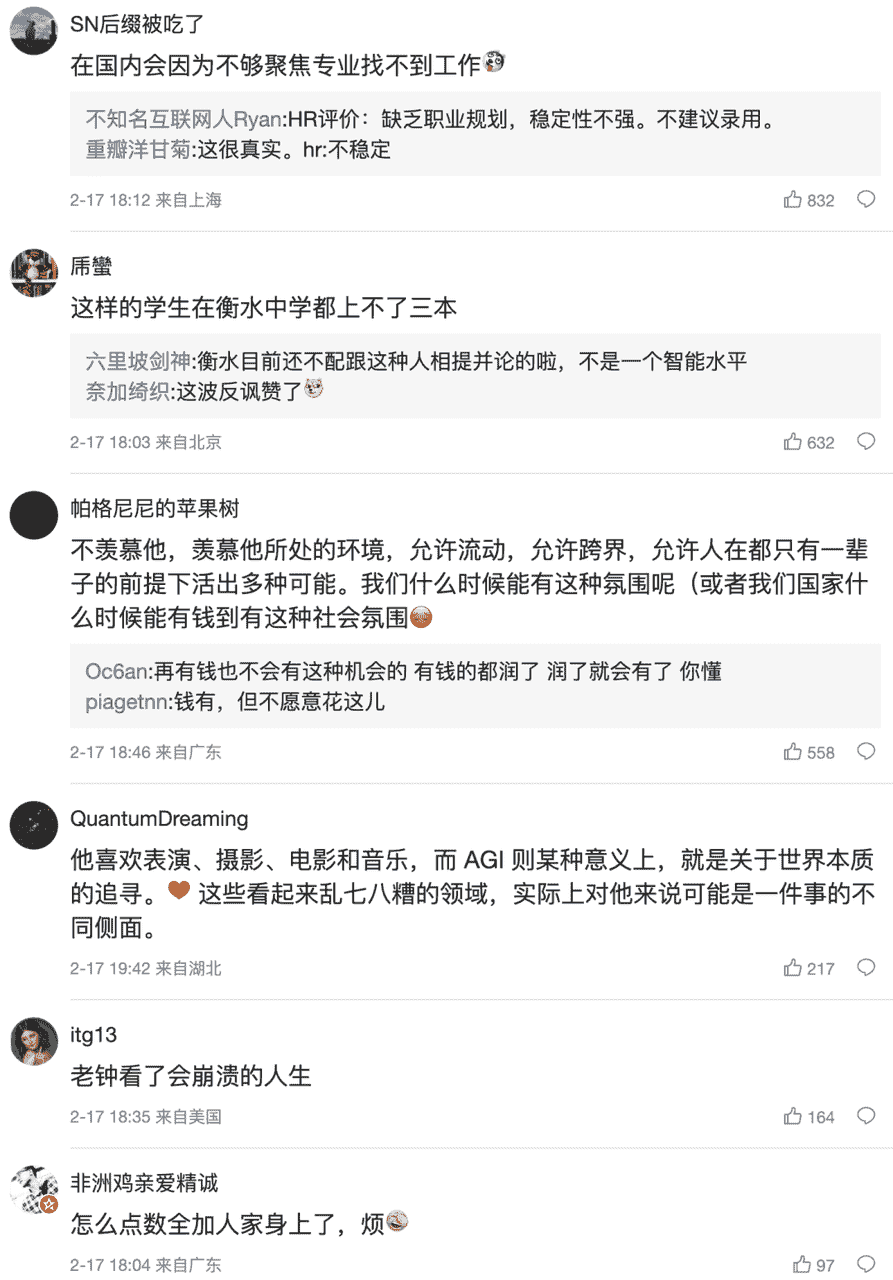 SN后缀被吃了
在国内会因为不够聚焦专业找不到工作
不知名互联网人Ryan:HR评价：缺乏职业规划，稳定性不强。不建议录用。
重瓣洋甘菊:这很真实。hr:不稳定
2-17 18:12 来自上海
832
乕蠻
这样的学生在衡水中学都上不了三本
六里坡剑神:衡水目前还不配跟这种人相提并论的啦，不是一个智能水平
奈加绮织:这波反讽赞了
2-17 18:03 来自北京
632
帕格尼尼的苹果树
不羡慕他，羡慕他所处的环境，允许流动，允许跨界，允许人在都只有一辈
子的前提下活出多种可能。我们什么时候能有这种氛围呢（或者我们国家什
么时候能有钱到有这种社会氛围
Oc6an:再有钱也不会有这种机会的 有钱的都润了 润了就会有了 你懂
piagetnn:钱有，但不愿意花这儿
2-17 18:46 来自广东
558
QuantumDreaming
他喜欢表演、摄影、电影和音乐，而 AGI 则某种意义上，就是关于世界本质
的追寻。 这些看起来乱七八糟的领域，实际上对他来说可能是一件事的不
同侧面。
2-17 19:42 来自湖北
217
itg13
老钟看了会崩溃的人生
2-17 18:35 来自美国
164
非洲鸡亲爱精诚
怎么点数全加人家身上了，烦
2-17 18:04 来自广东
97